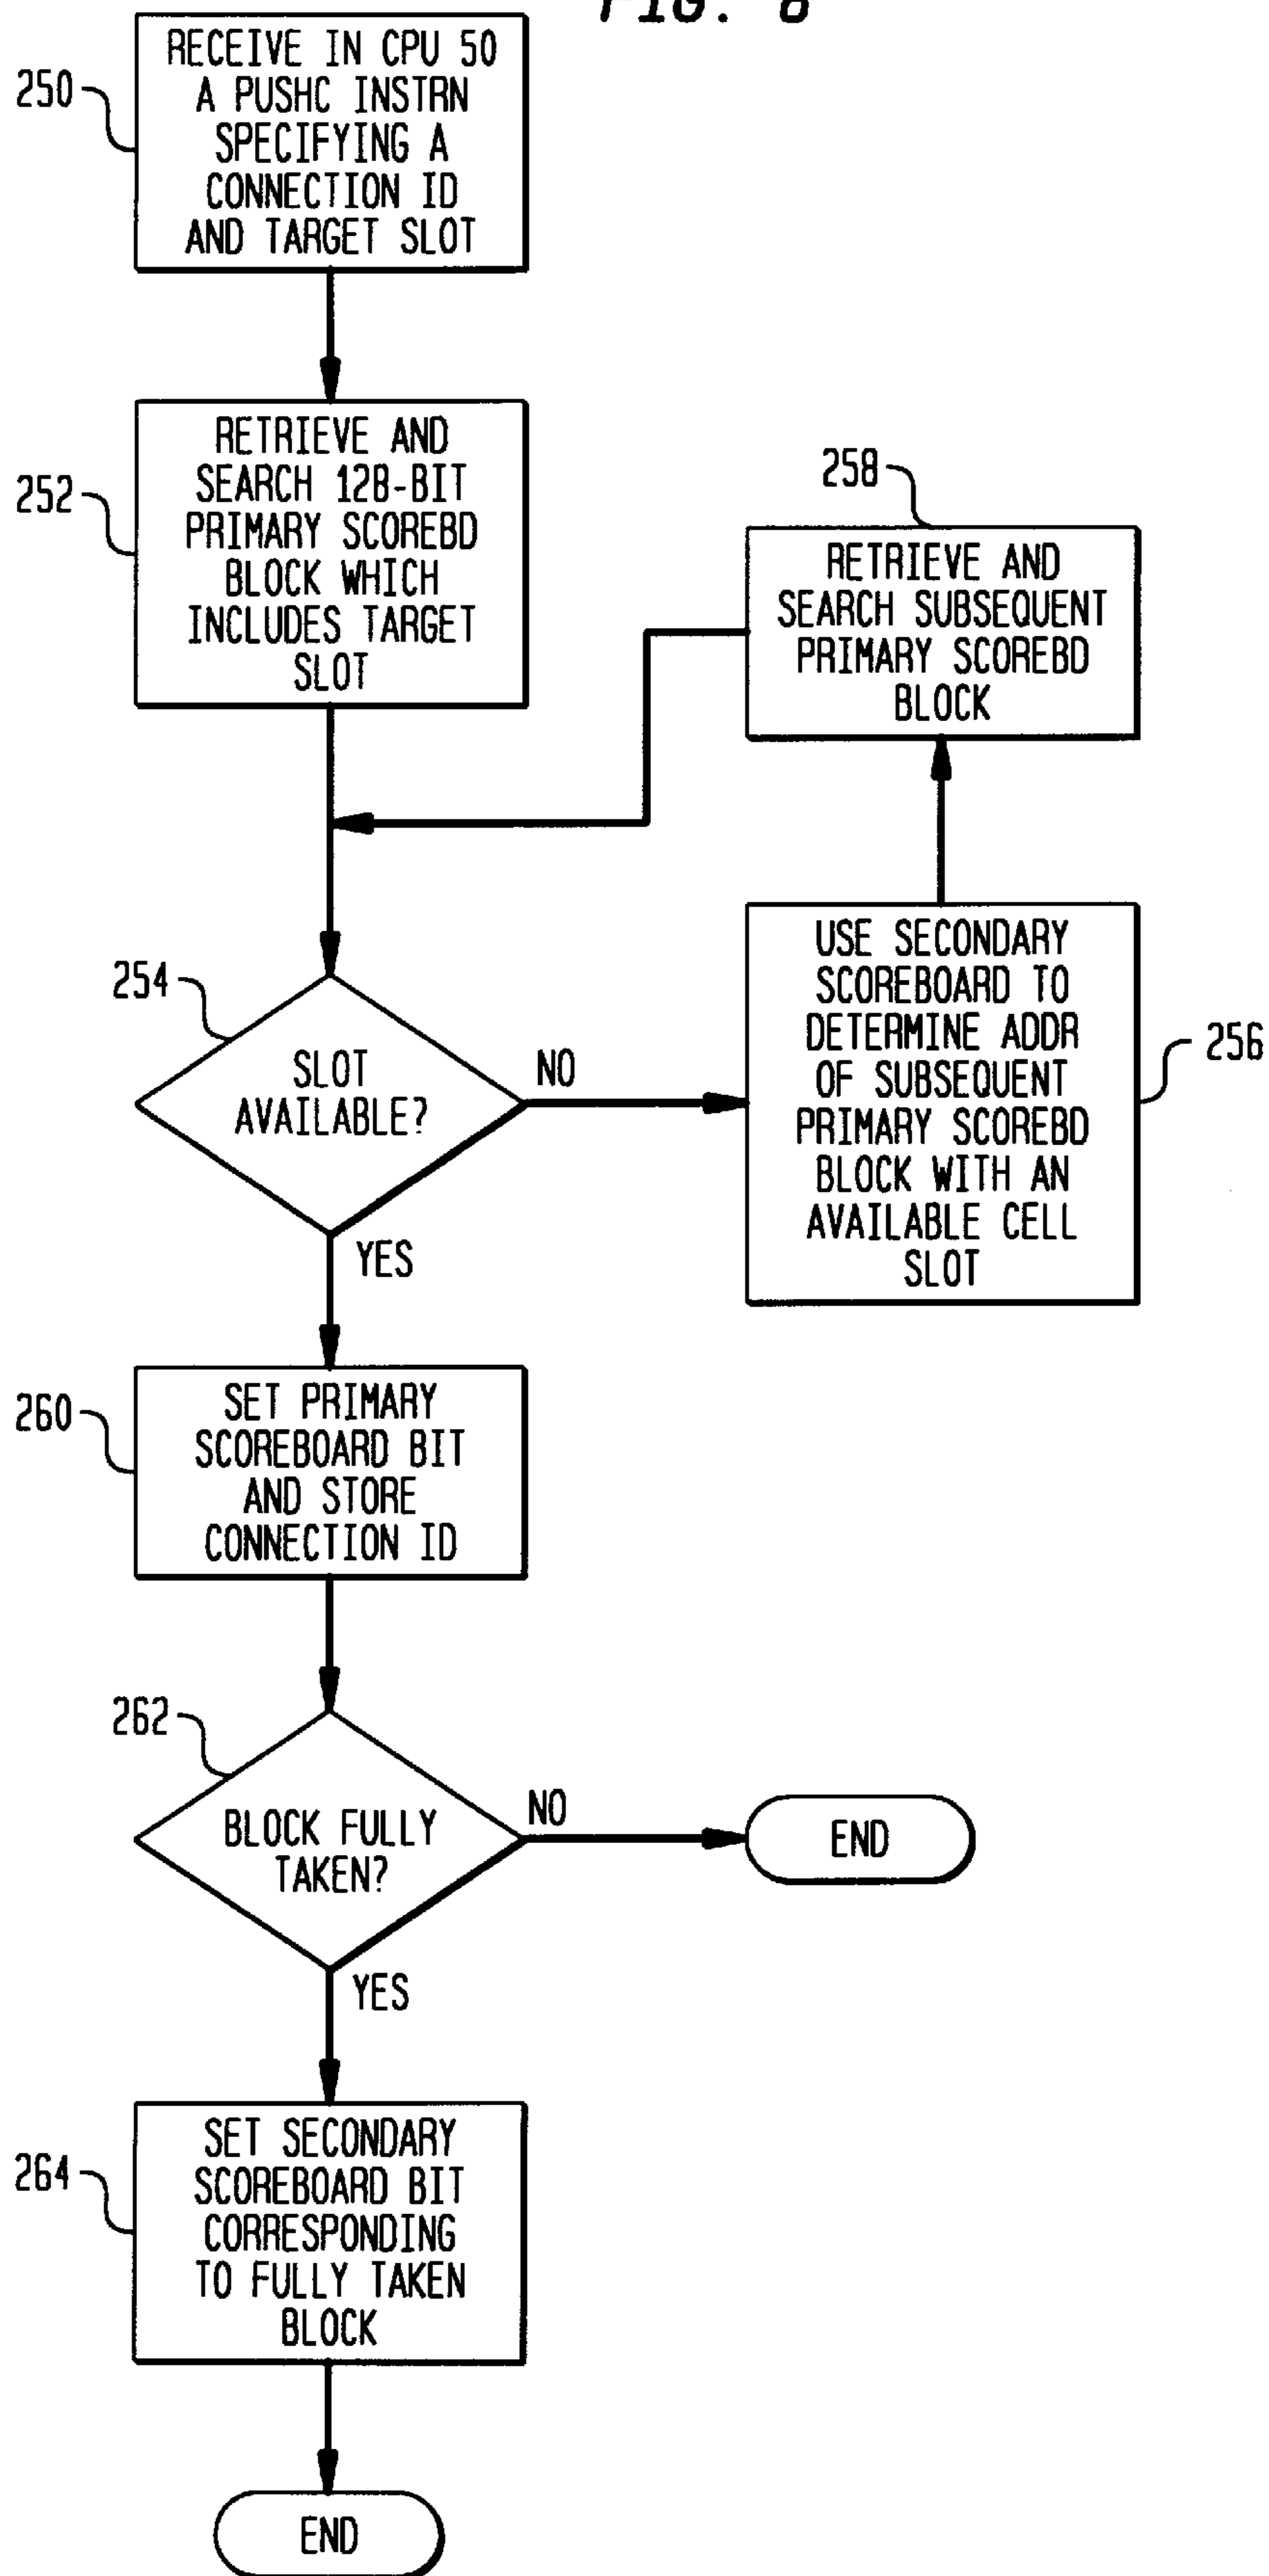 FIG.
250
RECEIVE IN CPU 50
A PUSHC INSTRN
SPECIFYING A
CONNECTION ID
AND TARGET SLOT
252
RETRIEVE AND
SEARCH 128-BIT
PRIMARY SCOREBD
BLOCK WHICH
INCLUDES TARGET
SLOT
258
RETRIEVE AND
SEARCH SUBSEQUENT
PRIMARY SCOREBD
BLOCK
254
SLOT
AVAILABLE?
NO
YES
256
USE SECONDARY
SCOREBOARD TO
DETERMINE ADDR
OF SUBSEQUENT
PRIMARY SCOREBD
BLOCK WITH AN
AVAILABLE CELL
SLOT
260
SET PRIMARY
SCOREBOARD BIT
AND STORE
CONNECTION ID
262
BLOCK FULLY
TAKEN?
NO
END
YES
264
SET SECONDARY
SCOREBOARD BIT
CORRESPONDING
TO FULLY TAKEN
BLOCK
END